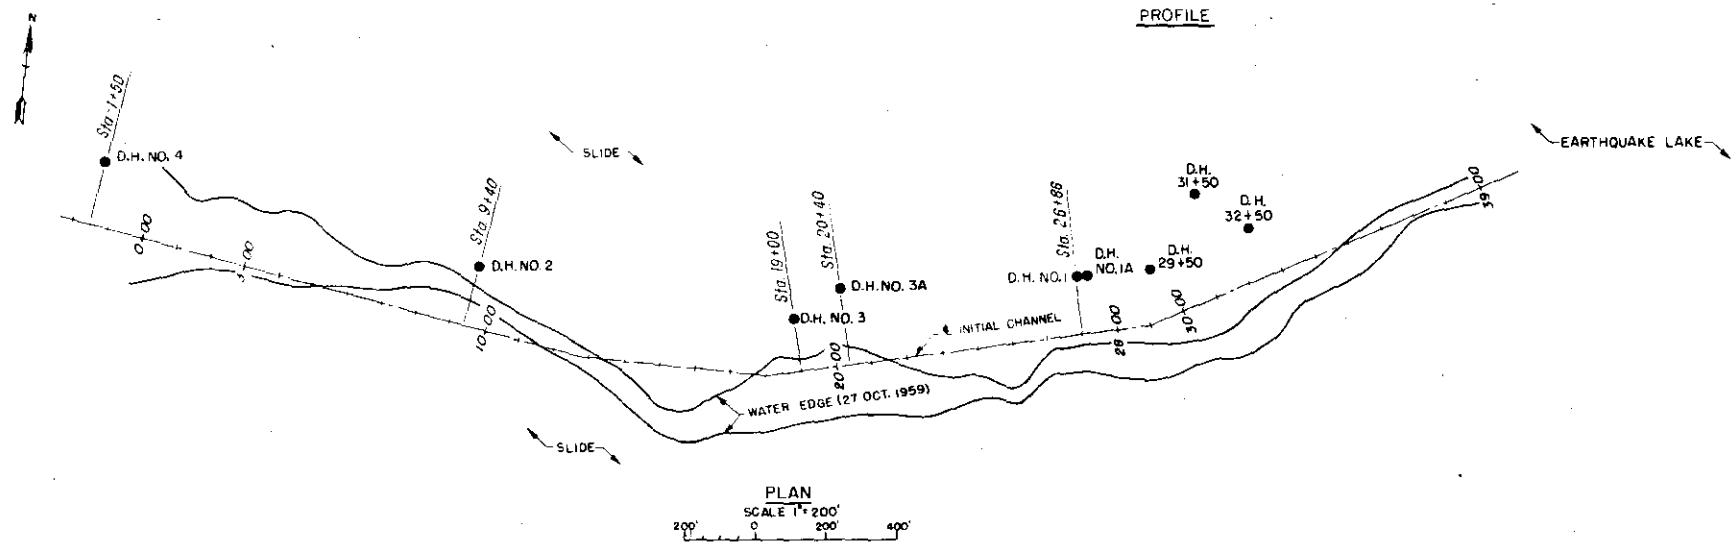 PROFILE
N
Sta -1+50
D.H. NO. 4
0+00
3+00
Sta 9+40
D.H. NO. 2
10+00
SLIDE
Sta. 19+00
D.H. NO. 3
Sta. 20+40
D.H. NO. 3A
20+00
Sta. 26+86
D.H. NO. 1
D.H.
NO. 1A
D.H.
29+50
D.H.
31+50
D.H.
32+50
28+00
30+00
39+00
EARTHQUAKE LAKE
℄ INITIAL CHANNEL
WATER EDGE (27 OCT. 1959)
SLIDE
PLAN
SCALE 1"=200'
200' 0 200' 400'